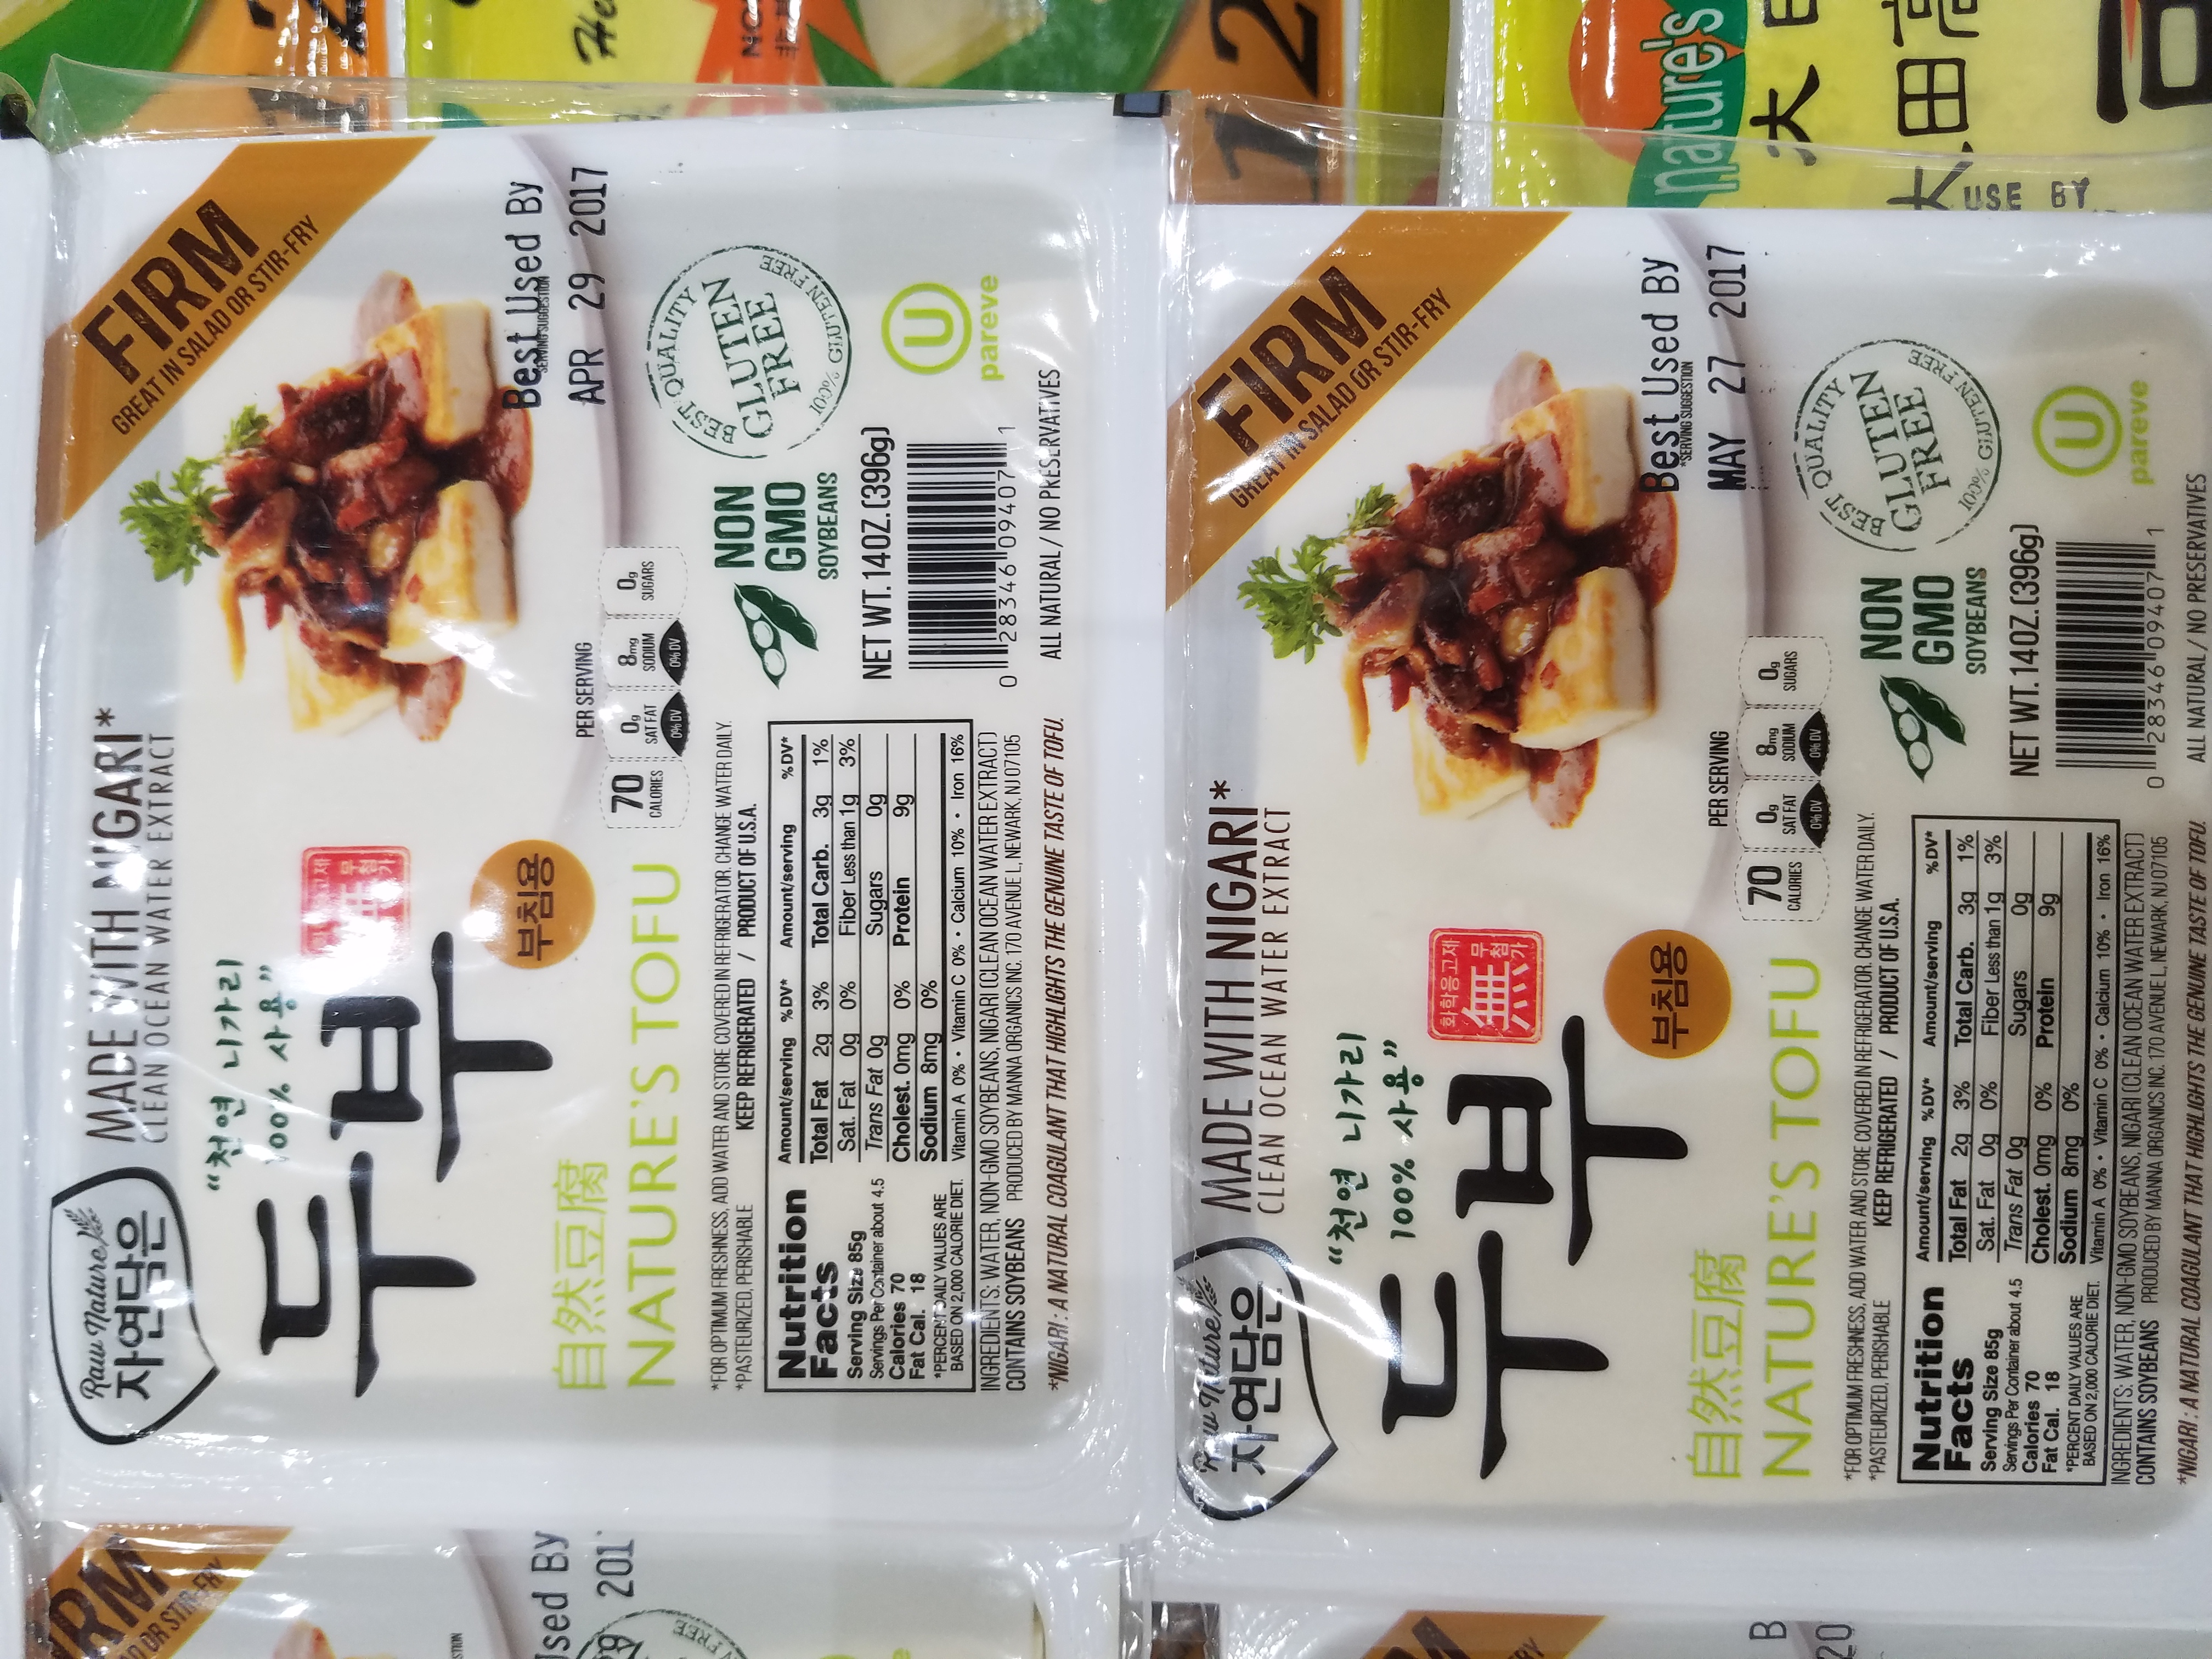 Raw Nature
자연담은
MADE WITH NIGARI*
CLEAN OCEAN WATER EXTRACT
FIRM
GREAT IN SALAD OR STIR-FRY
"천연 니가리
100% 사용"
두부
무첨가
부침용
自然豆腐
NATURE'S TOFU
Best Used By
SERVING SUGGESTION
APR 29 2017
PER SERVING
70 CALORIES
0g SAT FAT 0% DV
8mg SODIUM 0% DV
0g SUGARS
*FOR OPTIMUM FRESHNESS, ADD WATER AND STORE COVERED IN REFRIGERATOR. CHANGE WATER DAILY.
*PASTEURIZED, PERISHABLE KEEP REFRIGERATED / PRODUCT OF U.S.A.
NON
GMO
SOYBEANS
BEST QUALITY
GLUTEN
FREE
100% GLUTEN FREE
Nutrition
Facts
Serving Size 85g
Servings Per Container about 4.5
Calories 70
Fat Cal. 18
*PERCENT DAILY VALUES ARE
BASED ON 2,000 CALORIE DIET.
Amount/serving %DV* Amount/serving %DV*
Total Fat 2g 3% Total Carb. 3g 1%
Sat. Fat 0g 0% Fiber Less than 1g 3%
Trans Fat 0g Sugars 0g
Cholest. 0mg 0% Protein 9g
Sodium 8mg 0%
Vitamin A 0% • Vitamin C 0% • Calcium 10% • Iron 16%
NET WT. 14OZ. (396g)
U
pareve
0 28346 09407 1
INGREDIENTS: WATER, NON-GMO SOYBEANS, NIGARI (CLEAN OCEAN WATER EXTRACT)
CONTAINS SOYBEANS PRODUCED BY MANNA ORGANICS INC. 170 AVENUE L, NEWARK, NJ 07105
*NIGARI : A NATURAL COAGULANT THAT HIGHLIGHTS THE GENUINE TASTE OF TOFU.
ALL NATURAL / NO PRESERVATIVES
Raw Nature
자연담은
MADE WITH NIGARI*
CLEAN OCEAN WATER EXTRACT
FIRM
GREAT IN SALAD OR STIR-FRY
"천연 니가리
100% 사용"
두부
화학응고제
無
무첨가
부침용
自然豆腐
NATURE'S TOFU
Best Used By
*SERVING SUGGESTION
MAY 27 2017
PER SERVING
70 CALORIES
0g SAT FAT 0% DV
8mg SODIUM 0% DV
0g SUGARS
*FOR OPTIMUM FRESHNESS, ADD WATER AND STORE COVERED IN REFRIGERATOR. CHANGE WATER DAILY.
*PASTEURIZED, PERISHABLE KEEP REFRIGERATED / PRODUCT OF U.S.A.
NON
GMO
SOYBEANS
BEST QUALITY
GLUTEN
FREE
100% GLUTEN FREE
Nutrition
Facts
Serving Size 85g
Servings Per Container about 4.5
Calories 70
Fat Cal. 18
*PERCENT DAILY VALUES ARE
BASED ON 2,000 CALORIE DIET.
Amount/serving %DV* Amount/serving %DV*
Total Fat 2g 3% Total Carb. 3g 1%
Sat. Fat 0g 0% Fiber Less than 1g 3%
Trans Fat 0g Sugars 0g
Cholest. 0mg 0% Protein 9g
Sodium 8mg 0%
Vitamin A 0% • Vitamin C 0% • Calcium 10% • Iron 16%
NET WT. 14OZ. (396g)
U
pareve
0 28346 09407 1
INGREDIENTS: WATER, NON-GMO SOYBEANS, NIGARI (CLEAN OCEAN WATER EXTRACT)
CONTAINS SOYBEANS PRODUCED BY MANNA ORGANICS INC. 170 AVENUE L, NEWARK, NJ 07105
*NIGARI : A NATURAL COAGULANT THAT HIGHLIGHTS THE GENUINE TASTE OF TOFU.
ALL NATURAL / NO PRESERVATIVES
STIR-FRY
Used By
FREE
12
nature's
大
大田高
USE BY